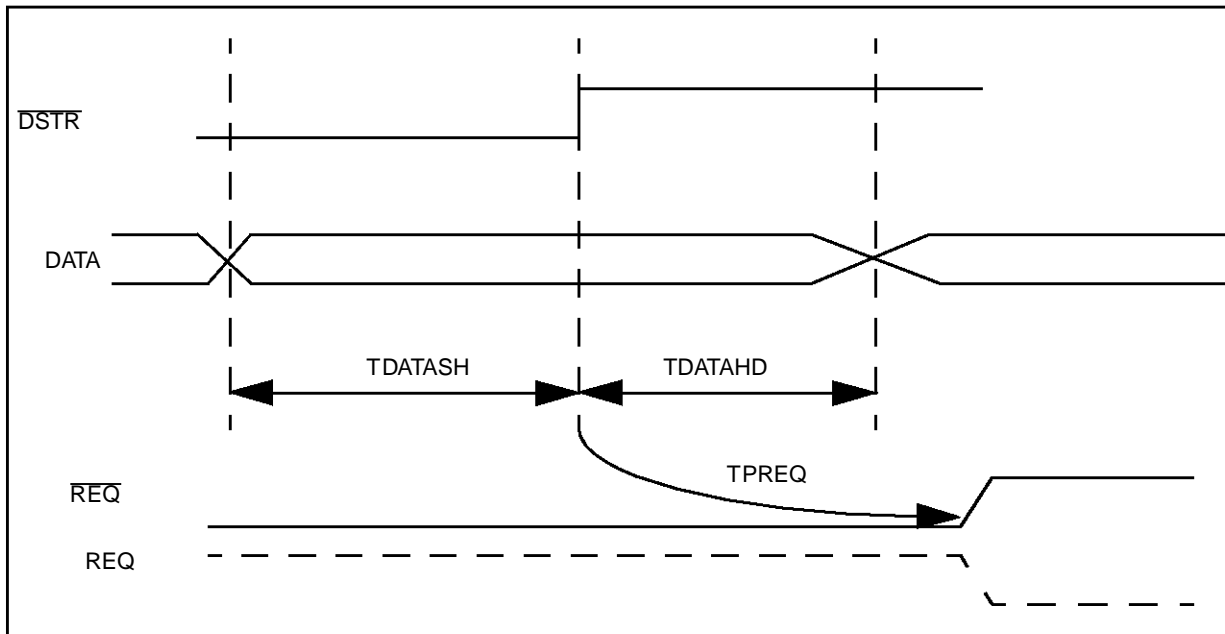 DSTR
DATA
TDATASH
TDATAHD
TPREQ
REQ
REQ